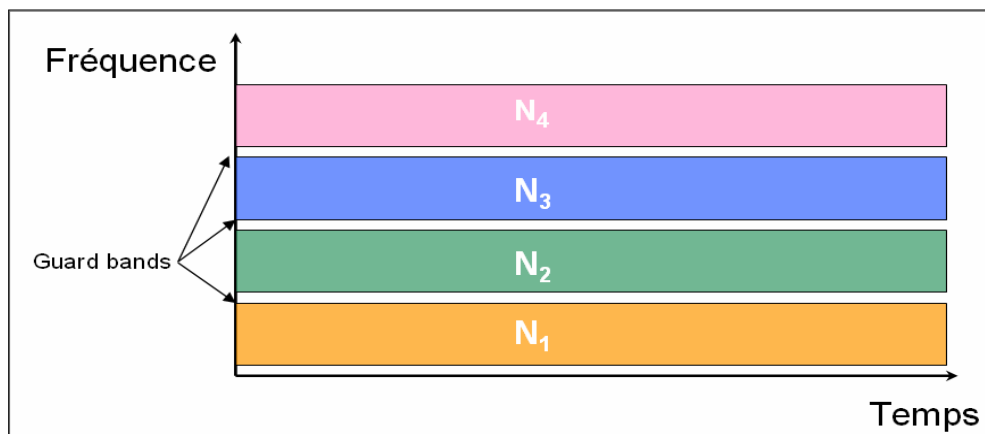 Fréquence
N₄
N₃
Guard bands
N₂
N₁
Temps